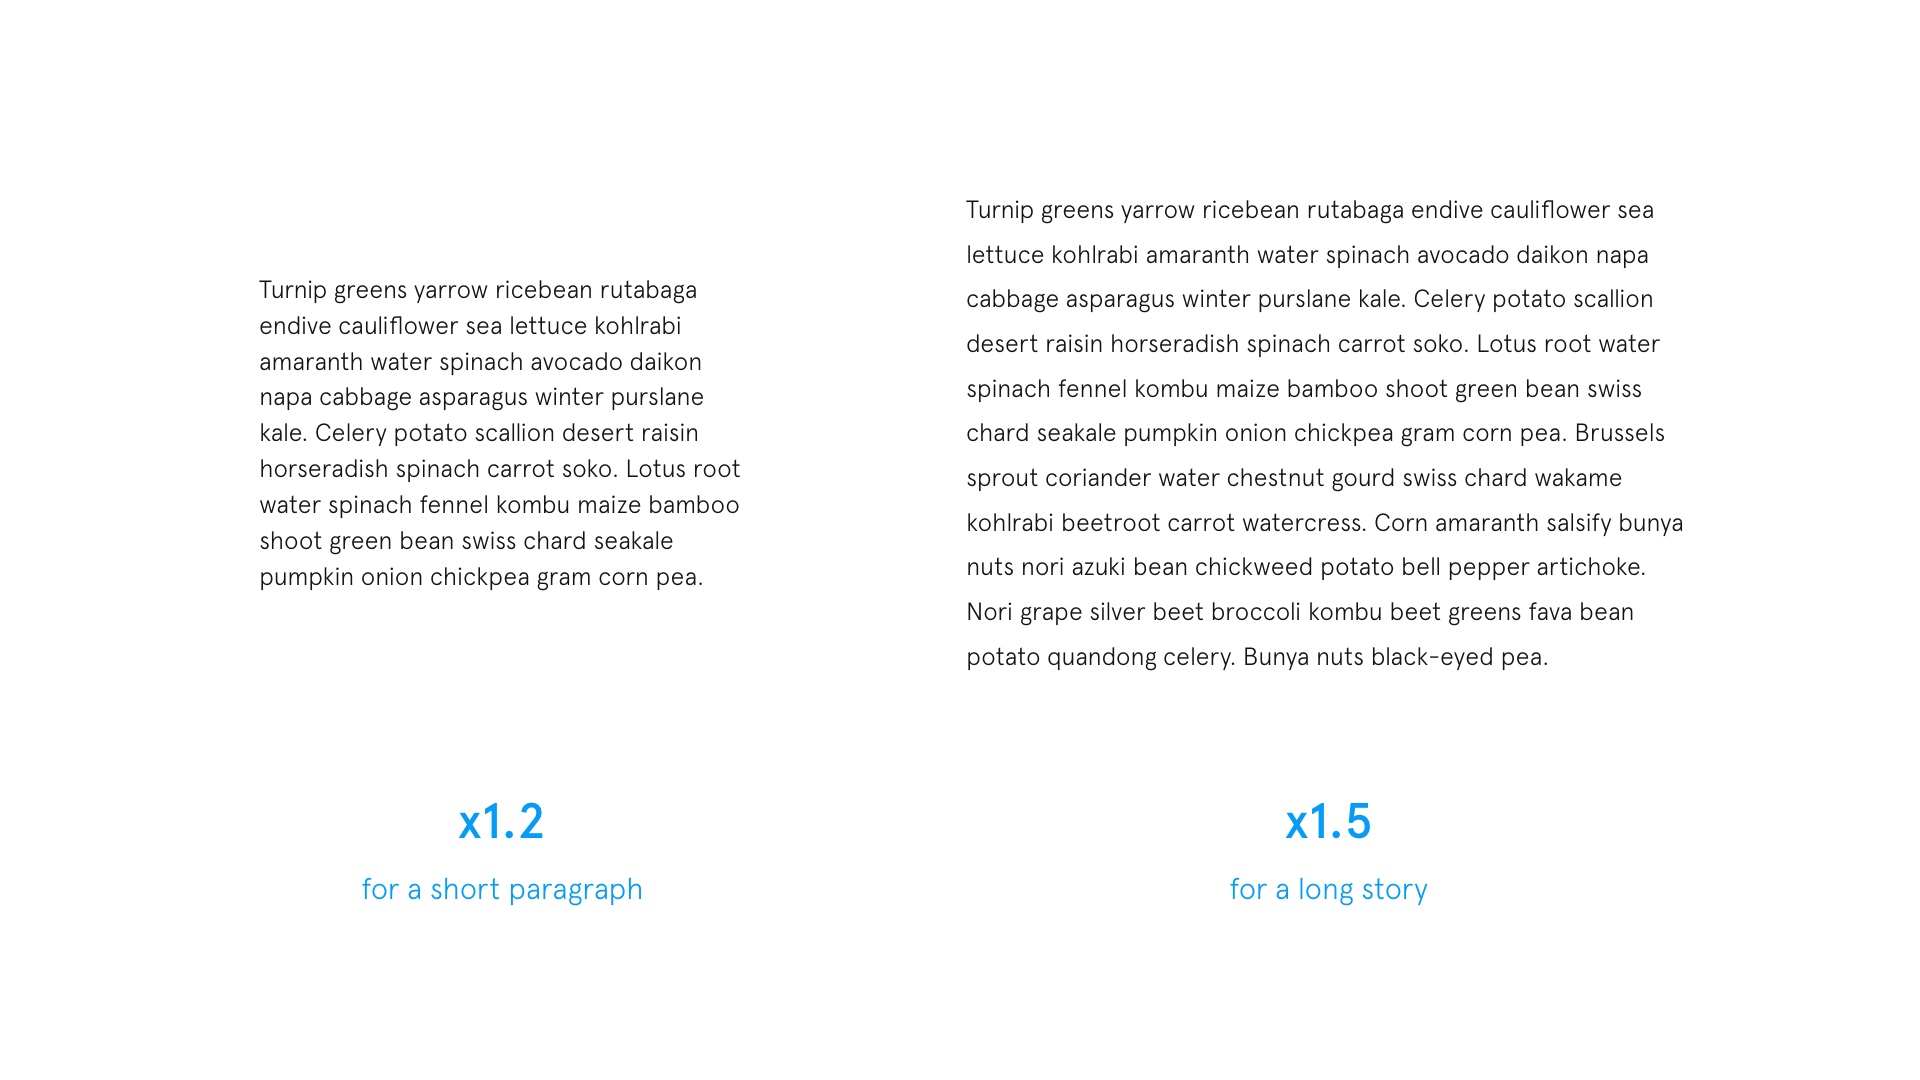 Turnip greens yarrow ricebean rutabaga
endive cauliflower sea lettuce kohlrabi
amaranth water spinach avocado daikon
napa cabbage asparagus winter purslane
kale. Celery potato scallion desert raisin
horseradish spinach carrot soko. Lotus root
water spinach fennel kombu maize bamboo
shoot green bean swiss chard seakale
pumpkin onion chickpea gram corn pea.
x1.2
for a short paragraph
Turnip greens yarrow ricebean rutabaga endive cauliflower sea
lettuce kohlrabi amaranth water spinach avocado daikon napa
cabbage asparagus winter purslane kale. Celery potato scallion
desert raisin horseradish spinach carrot soko. Lotus root water
spinach fennel kombu maize bamboo shoot green bean swiss
chard seakale pumpkin onion chickpea gram corn pea. Brussels
sprout coriander water chestnut gourd swiss chard wakame
kohlrabi beetroot carrot watercress. Corn amaranth salsify bunya
nuts nori azuki bean chickweed potato bell pepper artichoke.
Nori grape silver beet broccoli kombu beet greens fava bean
potato quandong celery. Bunya nuts black-eyed pea.
x1.5
for a long story